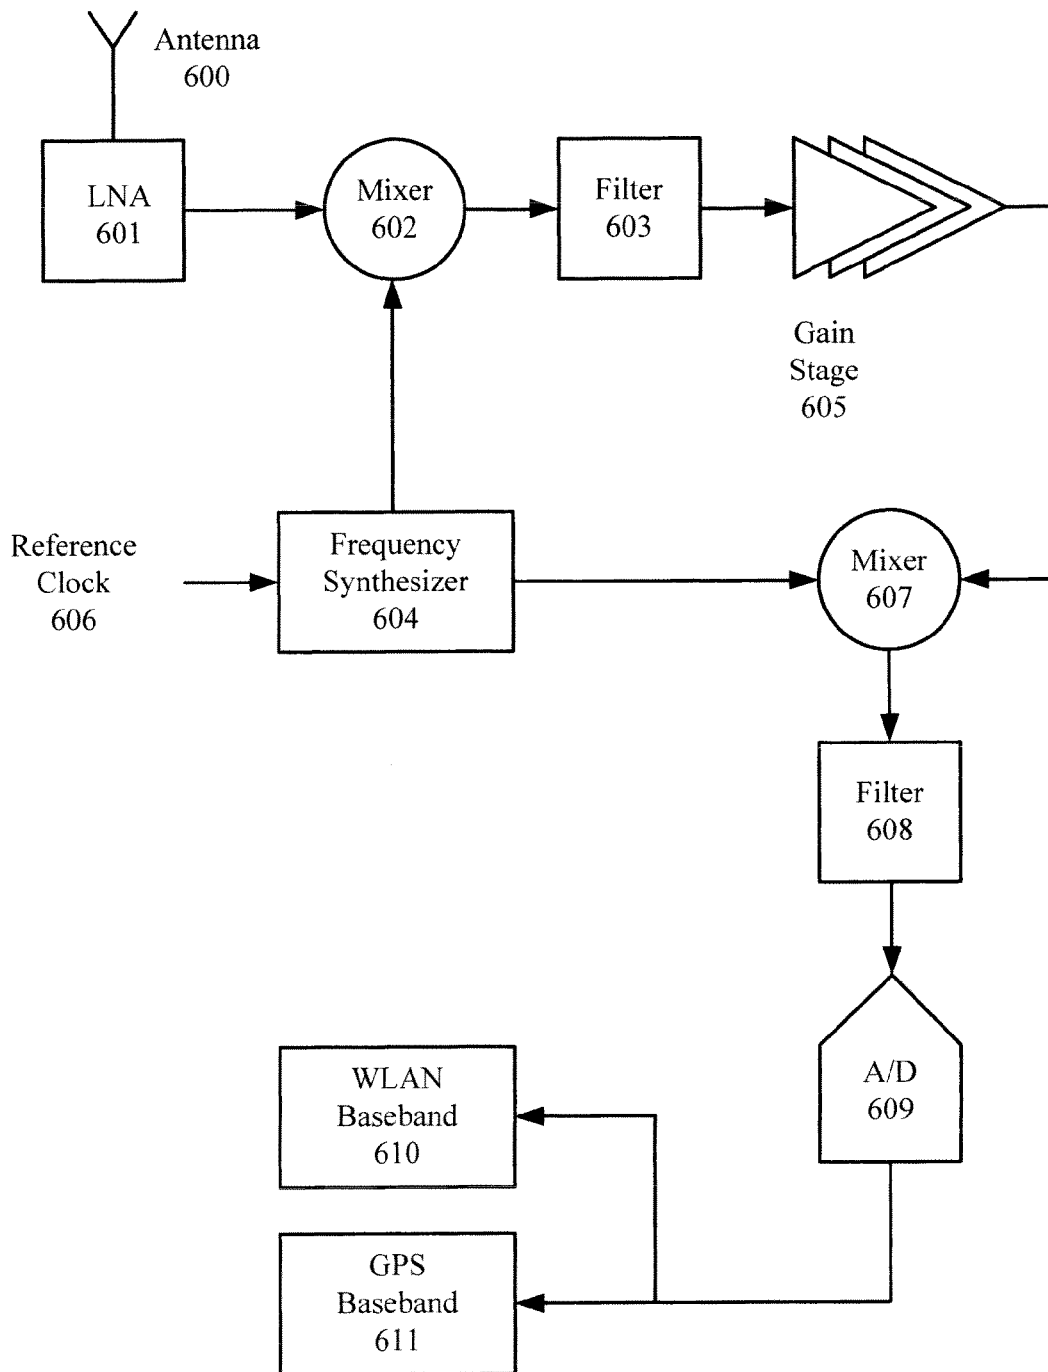 Antenna
600
LNA
601
Mixer
602
Filter
603
Gain
Stage
605
Reference
Clock
606
Frequency
Synthesizer
604
Mixer
607
Filter
608
A/D
609
WLAN
Baseband
610
GPS
Baseband
611